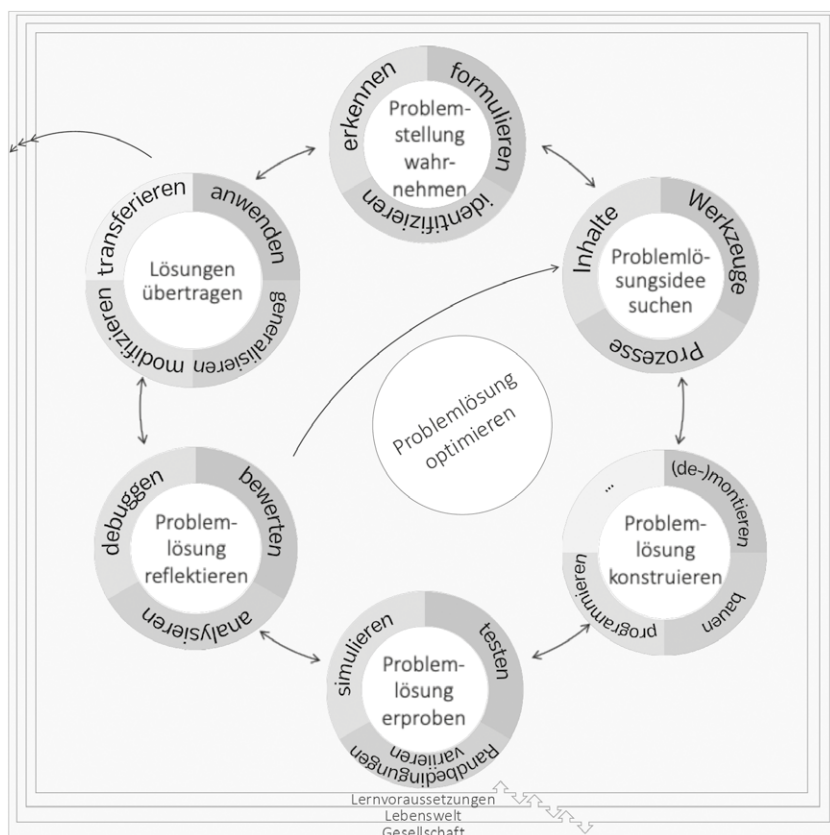 erkennen
formulieren
identifizieren
Problem-
stellung
wahr-
nehmen
transferieren
anwenden
generalisieren
modifizieren
Lösungen
übertragen
Inhalte
Werkzeuge
Prozesse
Problemlö-
sungsidee
suchen
Problemlösung
optimieren
debuggen
bewerten
analysieren
Problem-
lösung
reflektieren
...
(de-)montieren
bauen
programmieren
Problem-
lösung
konstruieren
simulieren
testen
Randbedingungen
variieren
Problem-
lösung
erproben
Lernvoraussetzungen
Lebenswelt
Gesellschaft